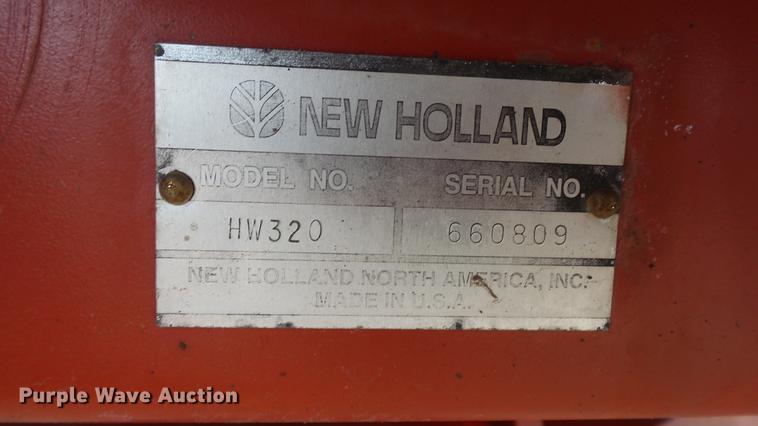 NEW HOLLAND
MODEL NO. SERIAL NO.
HW320 660809
NEW HOLLAND NORTH AMERICA, INC.
MADE IN U.S.A.
Purple Wave Auction